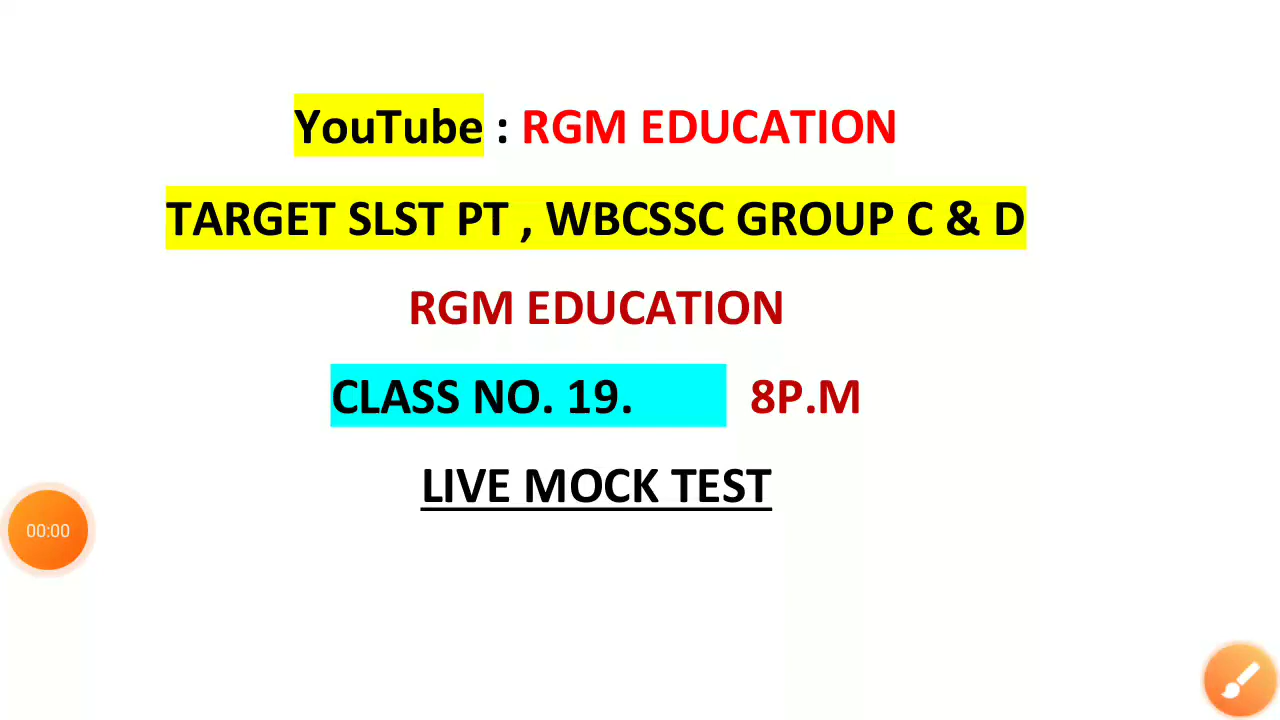 YouTube : RGM EDUCATION
TARGET SLST PT , WBCSSC GROUP C & D
RGM EDUCATION
CLASS NO. 19. 8P.M
LIVE MOCK TEST
00:00